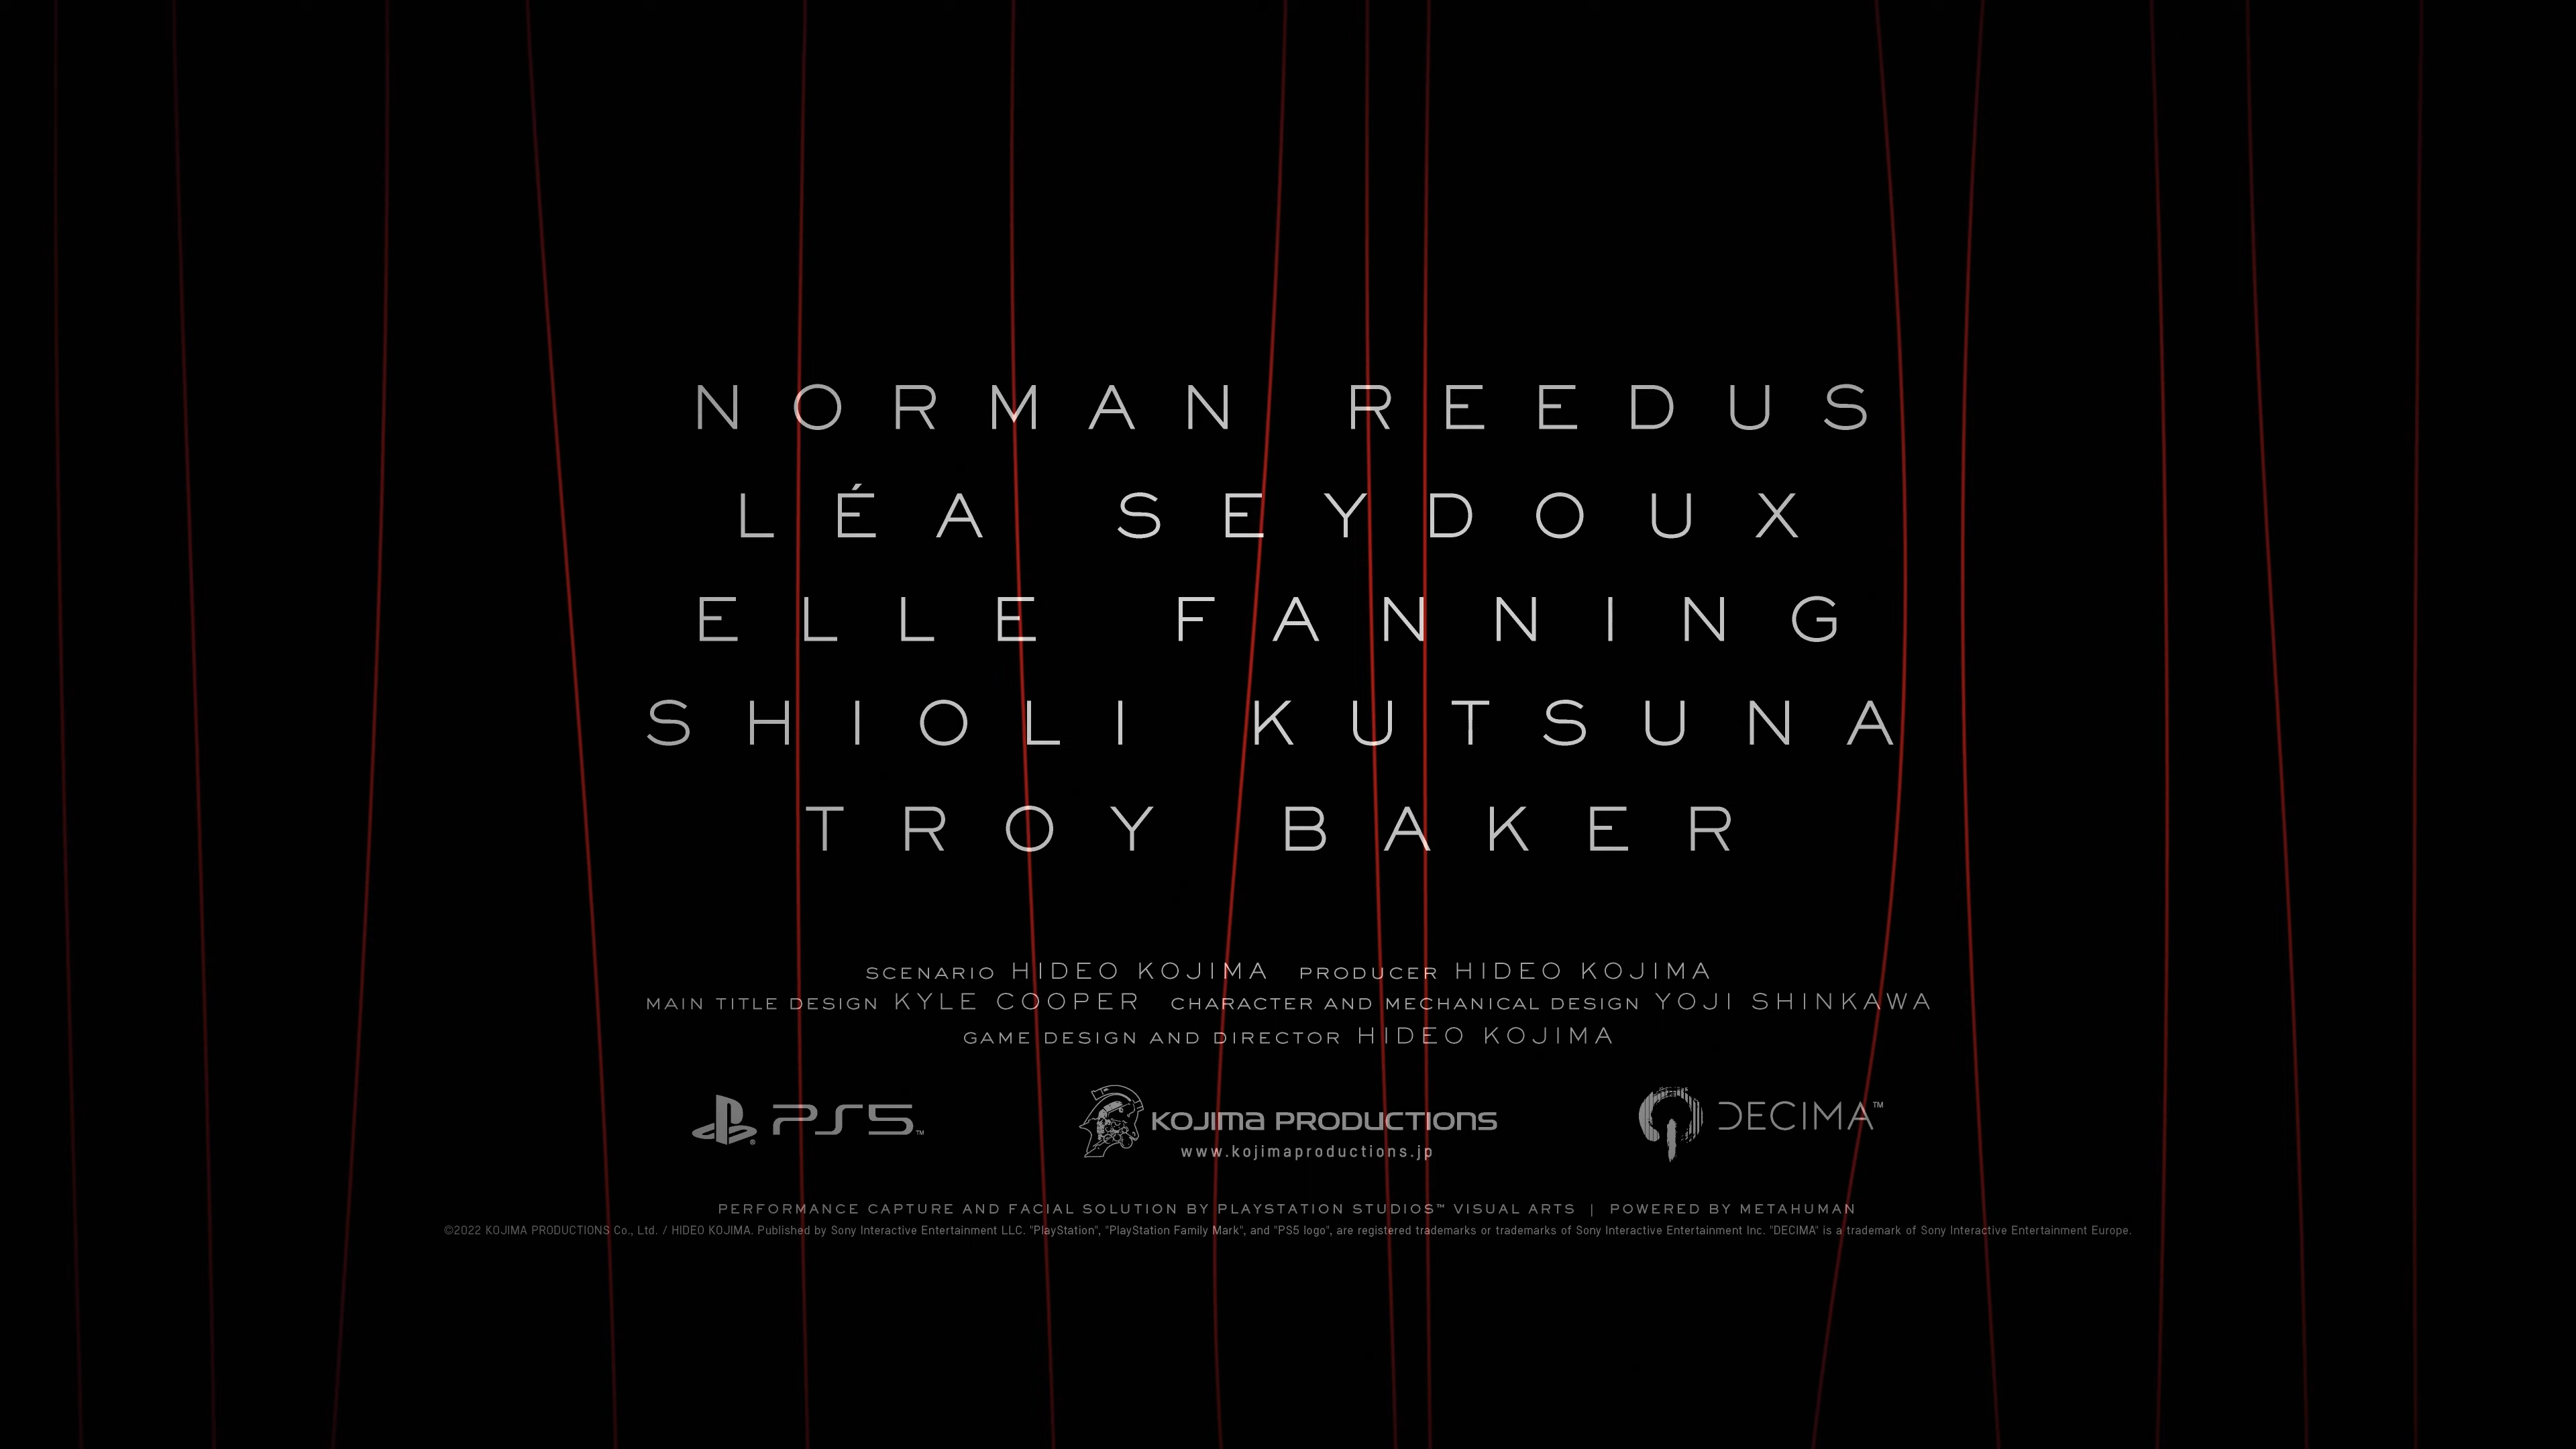 NORMAN REEDUS
LÉA SEYDOUX
ELLE FANNING
SHIOLI KUTSUNA
TROY BAKER
SCENARIO HIDEO KOJIMA PRODUCER HIDEO KOJIMA
MAIN TITLE DESIGN KYLE COOPER CHARACTER AND MECHANICAL DESIGN YOJI SHINKAWA
GAME DESIGN AND DIRECTOR HIDEO KOJIMA
PS5™ KOJIMA PRODUCTIONS DECIMA™
www.kojimaproductions.jp
PERFORMANCE CAPTURE AND FACIAL SOLUTION BY PLAYSTATION STUDIOS™ VISUAL ARTS | POWERED BY METAHUMAN
©2022 KOJIMA PRODUCTIONS Co., Ltd. / HIDEO KOJIMA. Published by Sony Interactive Entertainment LLC. "PlayStation", "PlayStation Family Mark", and "PS5 logo", are registered trademarks or trademarks of Sony Interactive Entertainment Inc. "DECIMA" is a trademark of Sony Interactive Entertainment Europe.